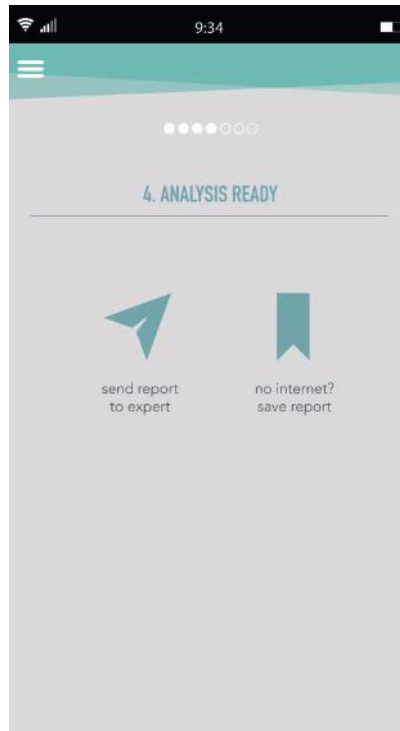 9:34
4. ANALYSIS READY
send report
to expert
no internet?
save report